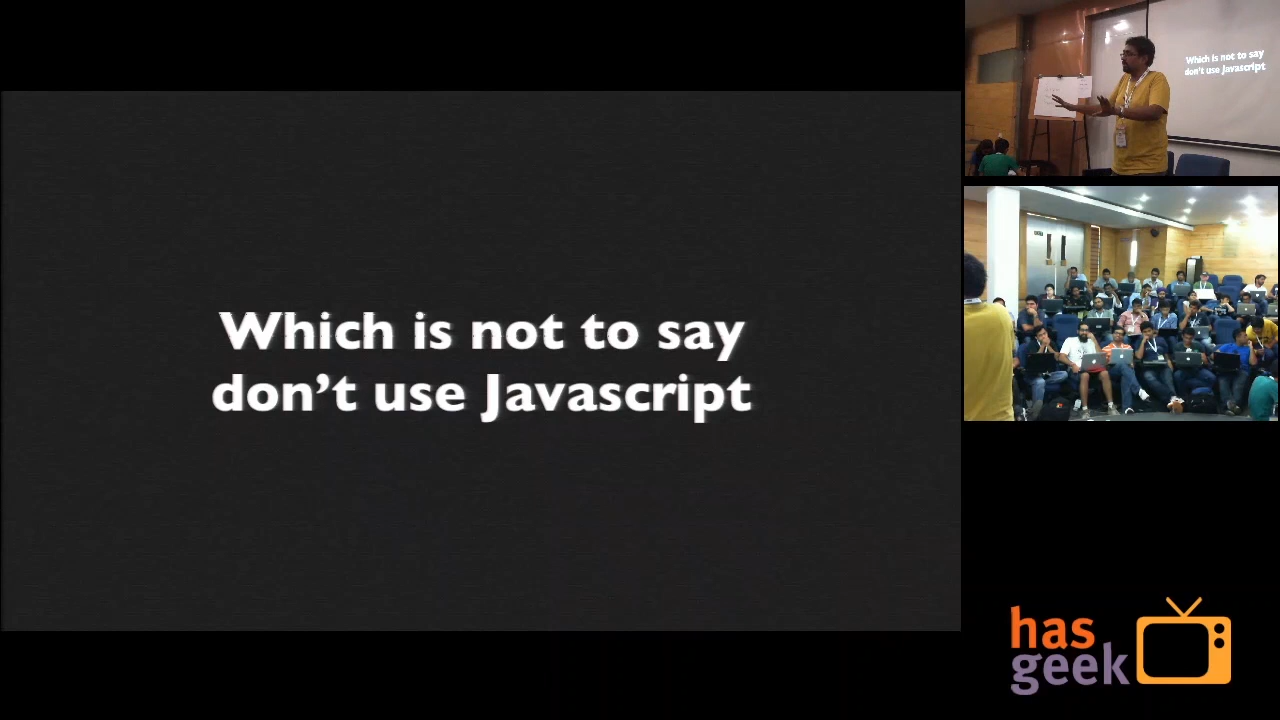 Which is not to say
don't use Javascript
Which is not to say
don't use Javascript
has
geek